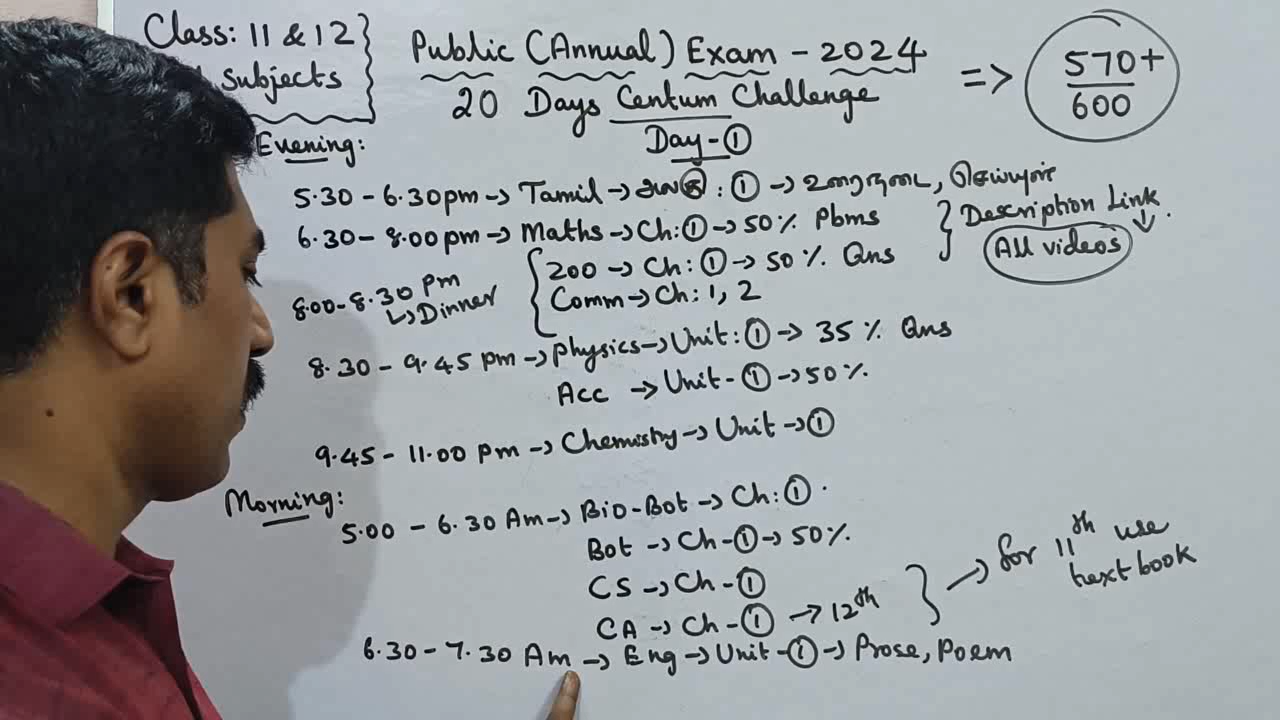 Class: 11 & 12
Subjects
Public (Annual) Exam - 2024
20 Days Centum Challenge
=> 570+/600
Day-①
Evening:
5.30 - 6.30pm → Tamil → இயல் : ① → உரைநடை, செய்யுள்
6.30 - 8.00 pm → Maths → Ch:① → 50% Pbms
} Description Link
All videos
8.00-8.30 pm
↳ Dinner
{ Zoo → Ch: ① → 50% Qns
Comm → Ch: 1, 2
8.30 - 9.45 pm → Physics → Unit:① → 35% Qns
Acc → Unit-① → 50%
9.45 - 11.00 pm → Chemistry → Unit → ①
Morning:
5.00 - 6.30 Am → Bio-Bot → Ch:①
Bot → Ch-① → 50%
CS → Ch-①
CA → Ch-① → 12th
} → for 11th use
textbook
6.30 - 7.30 Am → Eng → Unit-① → Prose, Poem